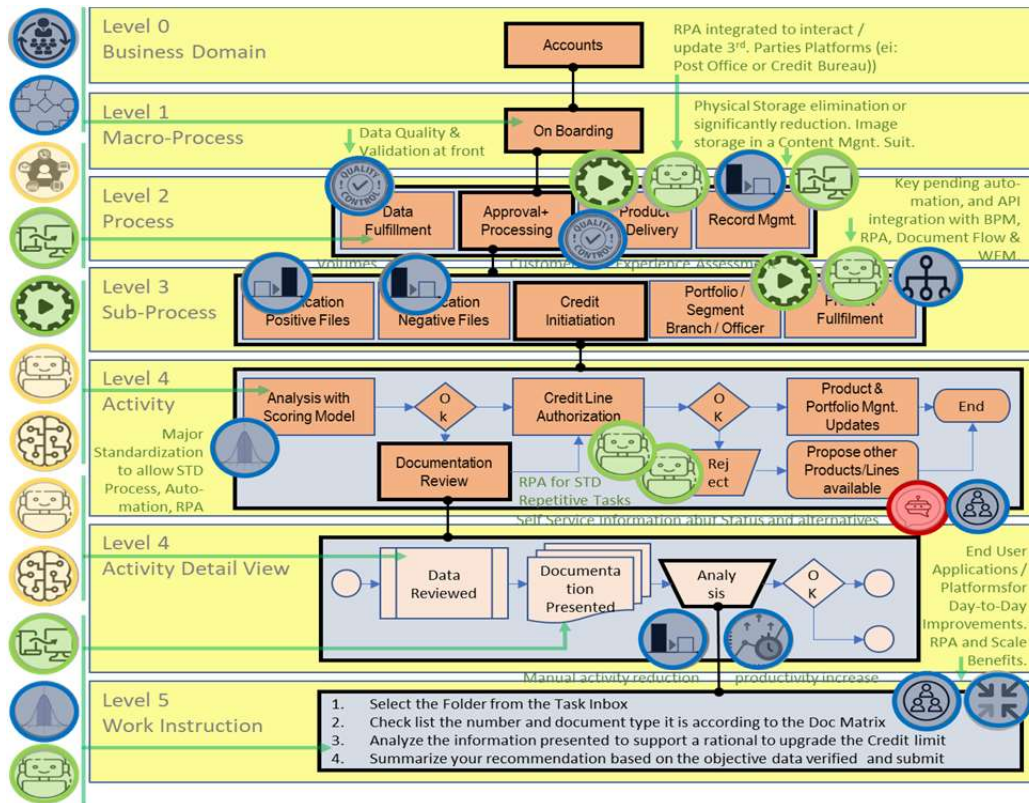 Level 0
Business Domain
Accounts
RPA integrated to interact /
update 3rd. Parties Platforms (ei:
Post Office or Credit Bureau))
Level 1
Macro-Process
Data Quality &
Validation at front
On Boarding
Physical Storage elimination or
significantly reduction. Image
storage in a Content Mgnt. Suit.
Level 2
Process
QUALITY
CONTROL
Data
Fulfillment
Approval+
Processing
Product
Delivery
QUALITY
CONTROL
Record Mgmt.
Key pending auto-
mation, and API
integration with BPM,
RPA, Document Flow &
WFM.
Volumes
Experience Assessment
Level 3
Sub-Process
Positive Files
Negative Files
Credit
Initiatiation
Portfolio /
Segment
Branch / Officer
Fullfilment
Level 4
Activity
Major
Standardization
to allow STD
Process, Auto-
mation, RPA
Analysis with
Scoring Model
O
k
Credit Line
Authorization
O
K
Product &
Portfolio Mgnt.
Updates
End
Documentation
Review
RPA for STD
Repetitive Tasks
Rej
ect
Propose other
Products/Lines
available
Self Service Information abut Status and alternatives
Level 4
Activity Detail View
Data
Reviewed
Documenta
tion
Presented
Analy
sis
O
K
End User
Applications /
Platformsfor
Day-to-Day
Improvements.
RPA and Scale
Benefits.
Manual activity reduction
productivity increase
Level 5
Work Instruction
1. Select the Folder from the Task Inbox
2. Check list the number and document type it is according to the Doc Matrix
3. Analyze the information presented to support a rational to upgrade the Credit limit
4. Summarize your recommendation based on the objective data verified and submit